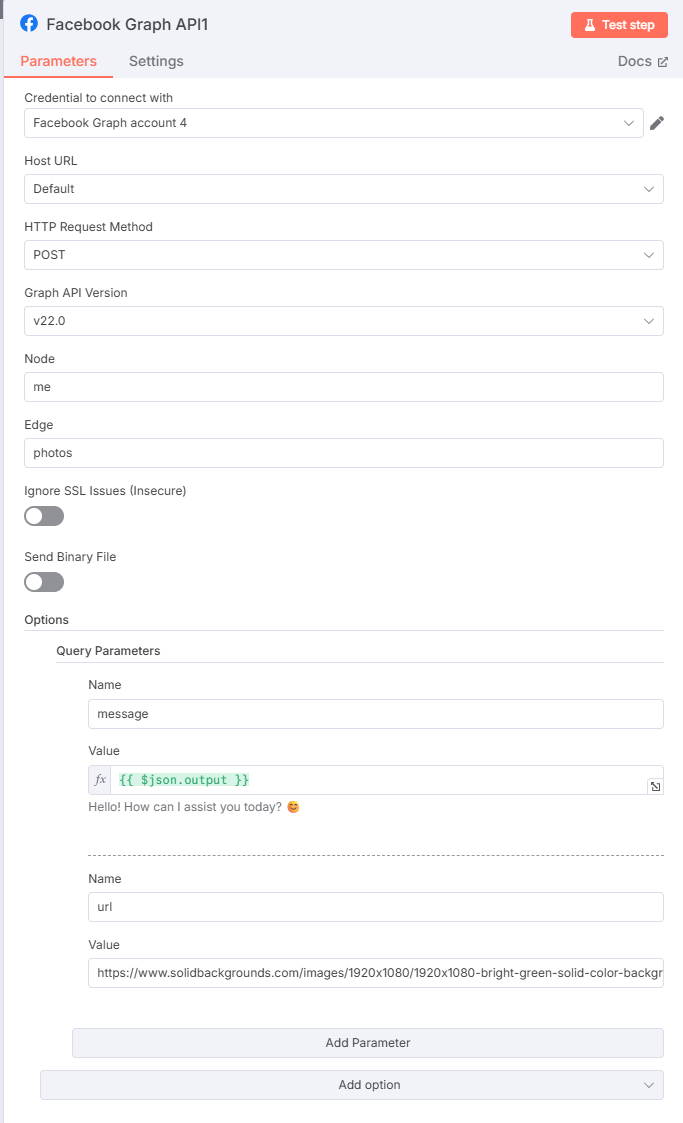 Facebook Graph API1
Test step
Parameters
Settings
Docs
Credential to connect with
Facebook Graph account 4
Host URL
Default
HTTP Request Method
POST
Graph API Version
v22.0
Node
me
Edge
photos
Ignore SSL Issues (Insecure)
Send Binary File
Options
Query Parameters
Name
message
Value
fx {{ $json.output }}
Hello! How can I assist you today? 😊
Name
url
Value
https://www.solidbackgrounds.com/images/1920x1080/1920x1080-bright-green-solid-color-backgr
Add Parameter
Add option